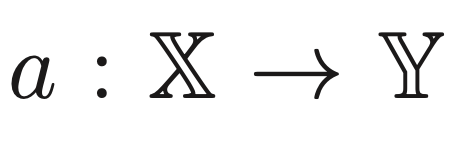 a : 𝕏 → 𝕐